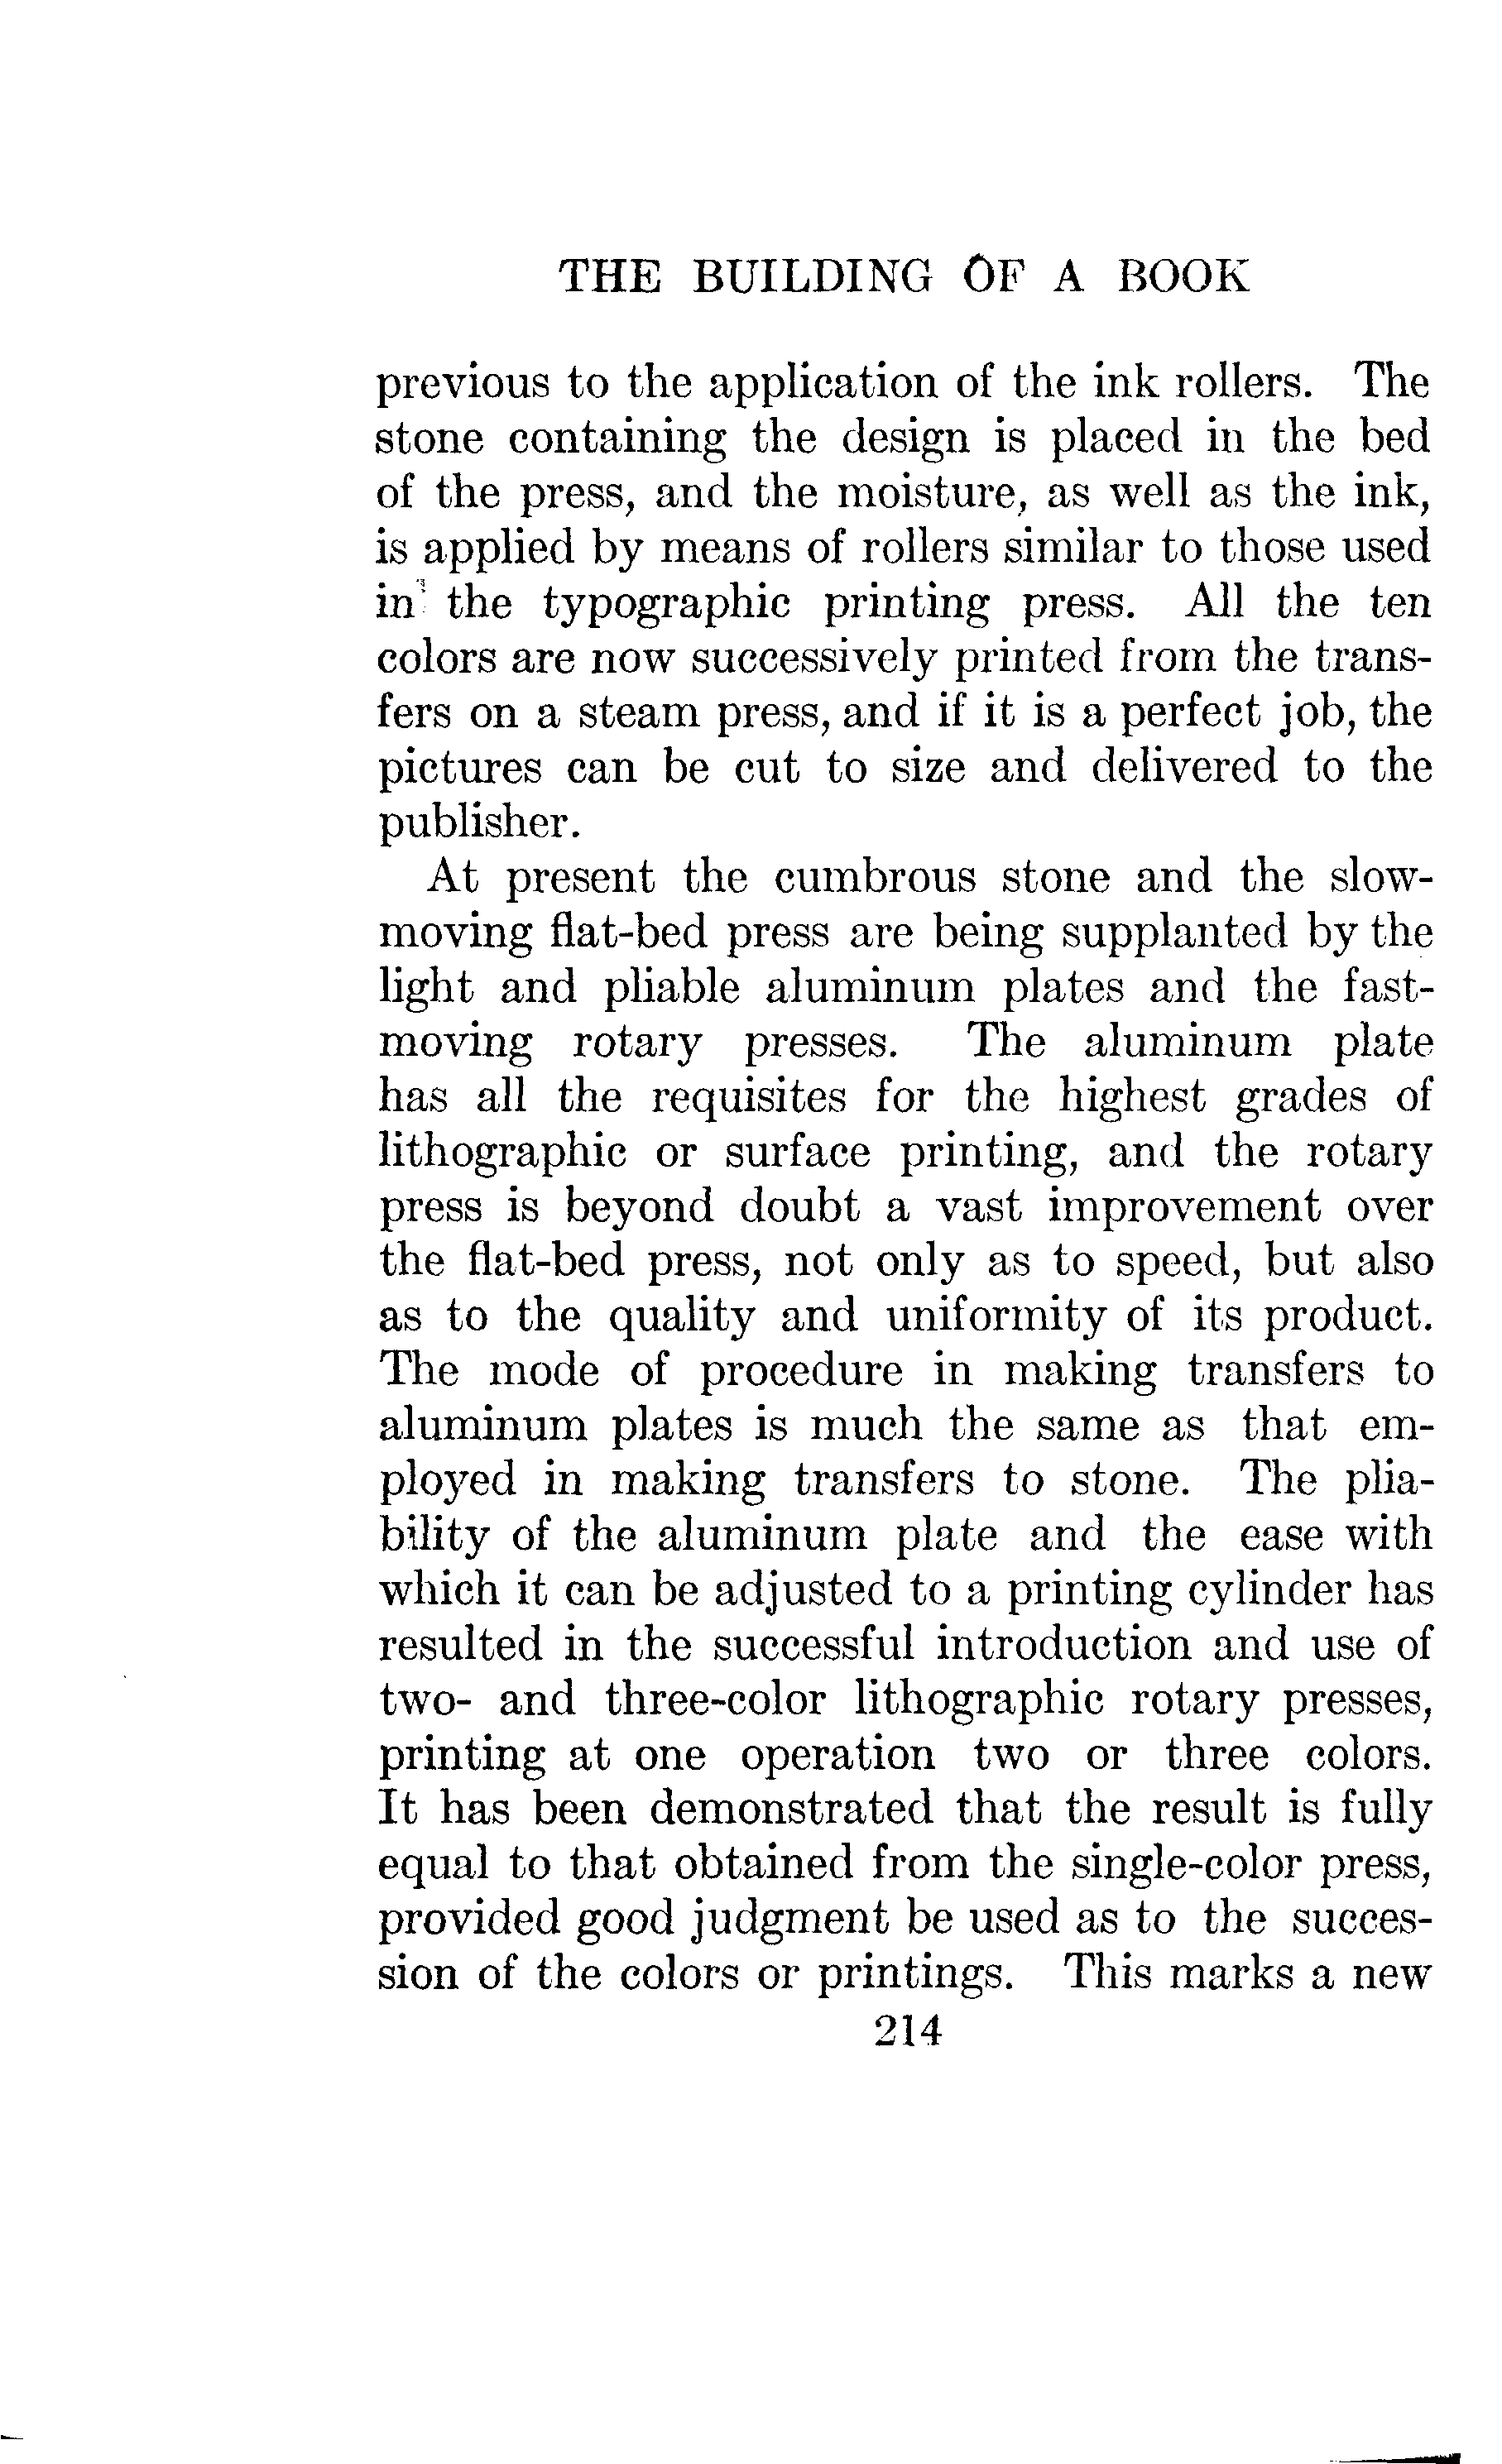 THE BUILDING OF A BOOK
previous to the application of the ink rollers. The
stone containing the design is placed in the bed
of the press, and the moisture, as well as the ink,
is applied by means of rollers similar to those used
in the typographic printing press. All the ten
colors are now successively printed from the trans-
fers on a steam press, and if it is a perfect job, the
pictures can be cut to size and delivered to the
publisher.
At present the cumbrous stone and the slow-
moving flat-bed press are being supplanted by the
light and pliable aluminum plates and the fast-
moving rotary presses. The aluminum plate
has all the requisites for the highest grades of
lithographic or surface printing, and the rotary
press is beyond doubt a vast improvement over
the flat-bed press, not only as to speed, but also
as to the quality and uniformity of its product.
The mode of procedure in making transfers to
aluminum plates is much the same as that em-
ployed in making transfers to stone. The plia-
bility of the aluminum plate and the ease with
which it can be adjusted to a printing cylinder has
resulted in the successful introduction and use of
two- and three-color lithographic rotary presses,
printing at one operation two or three colors.
It has been demonstrated that the result is fully
equal to that obtained from the single-color press,
provided good judgment be used as to the succes-
sion of the colors or printings. This marks a new
214